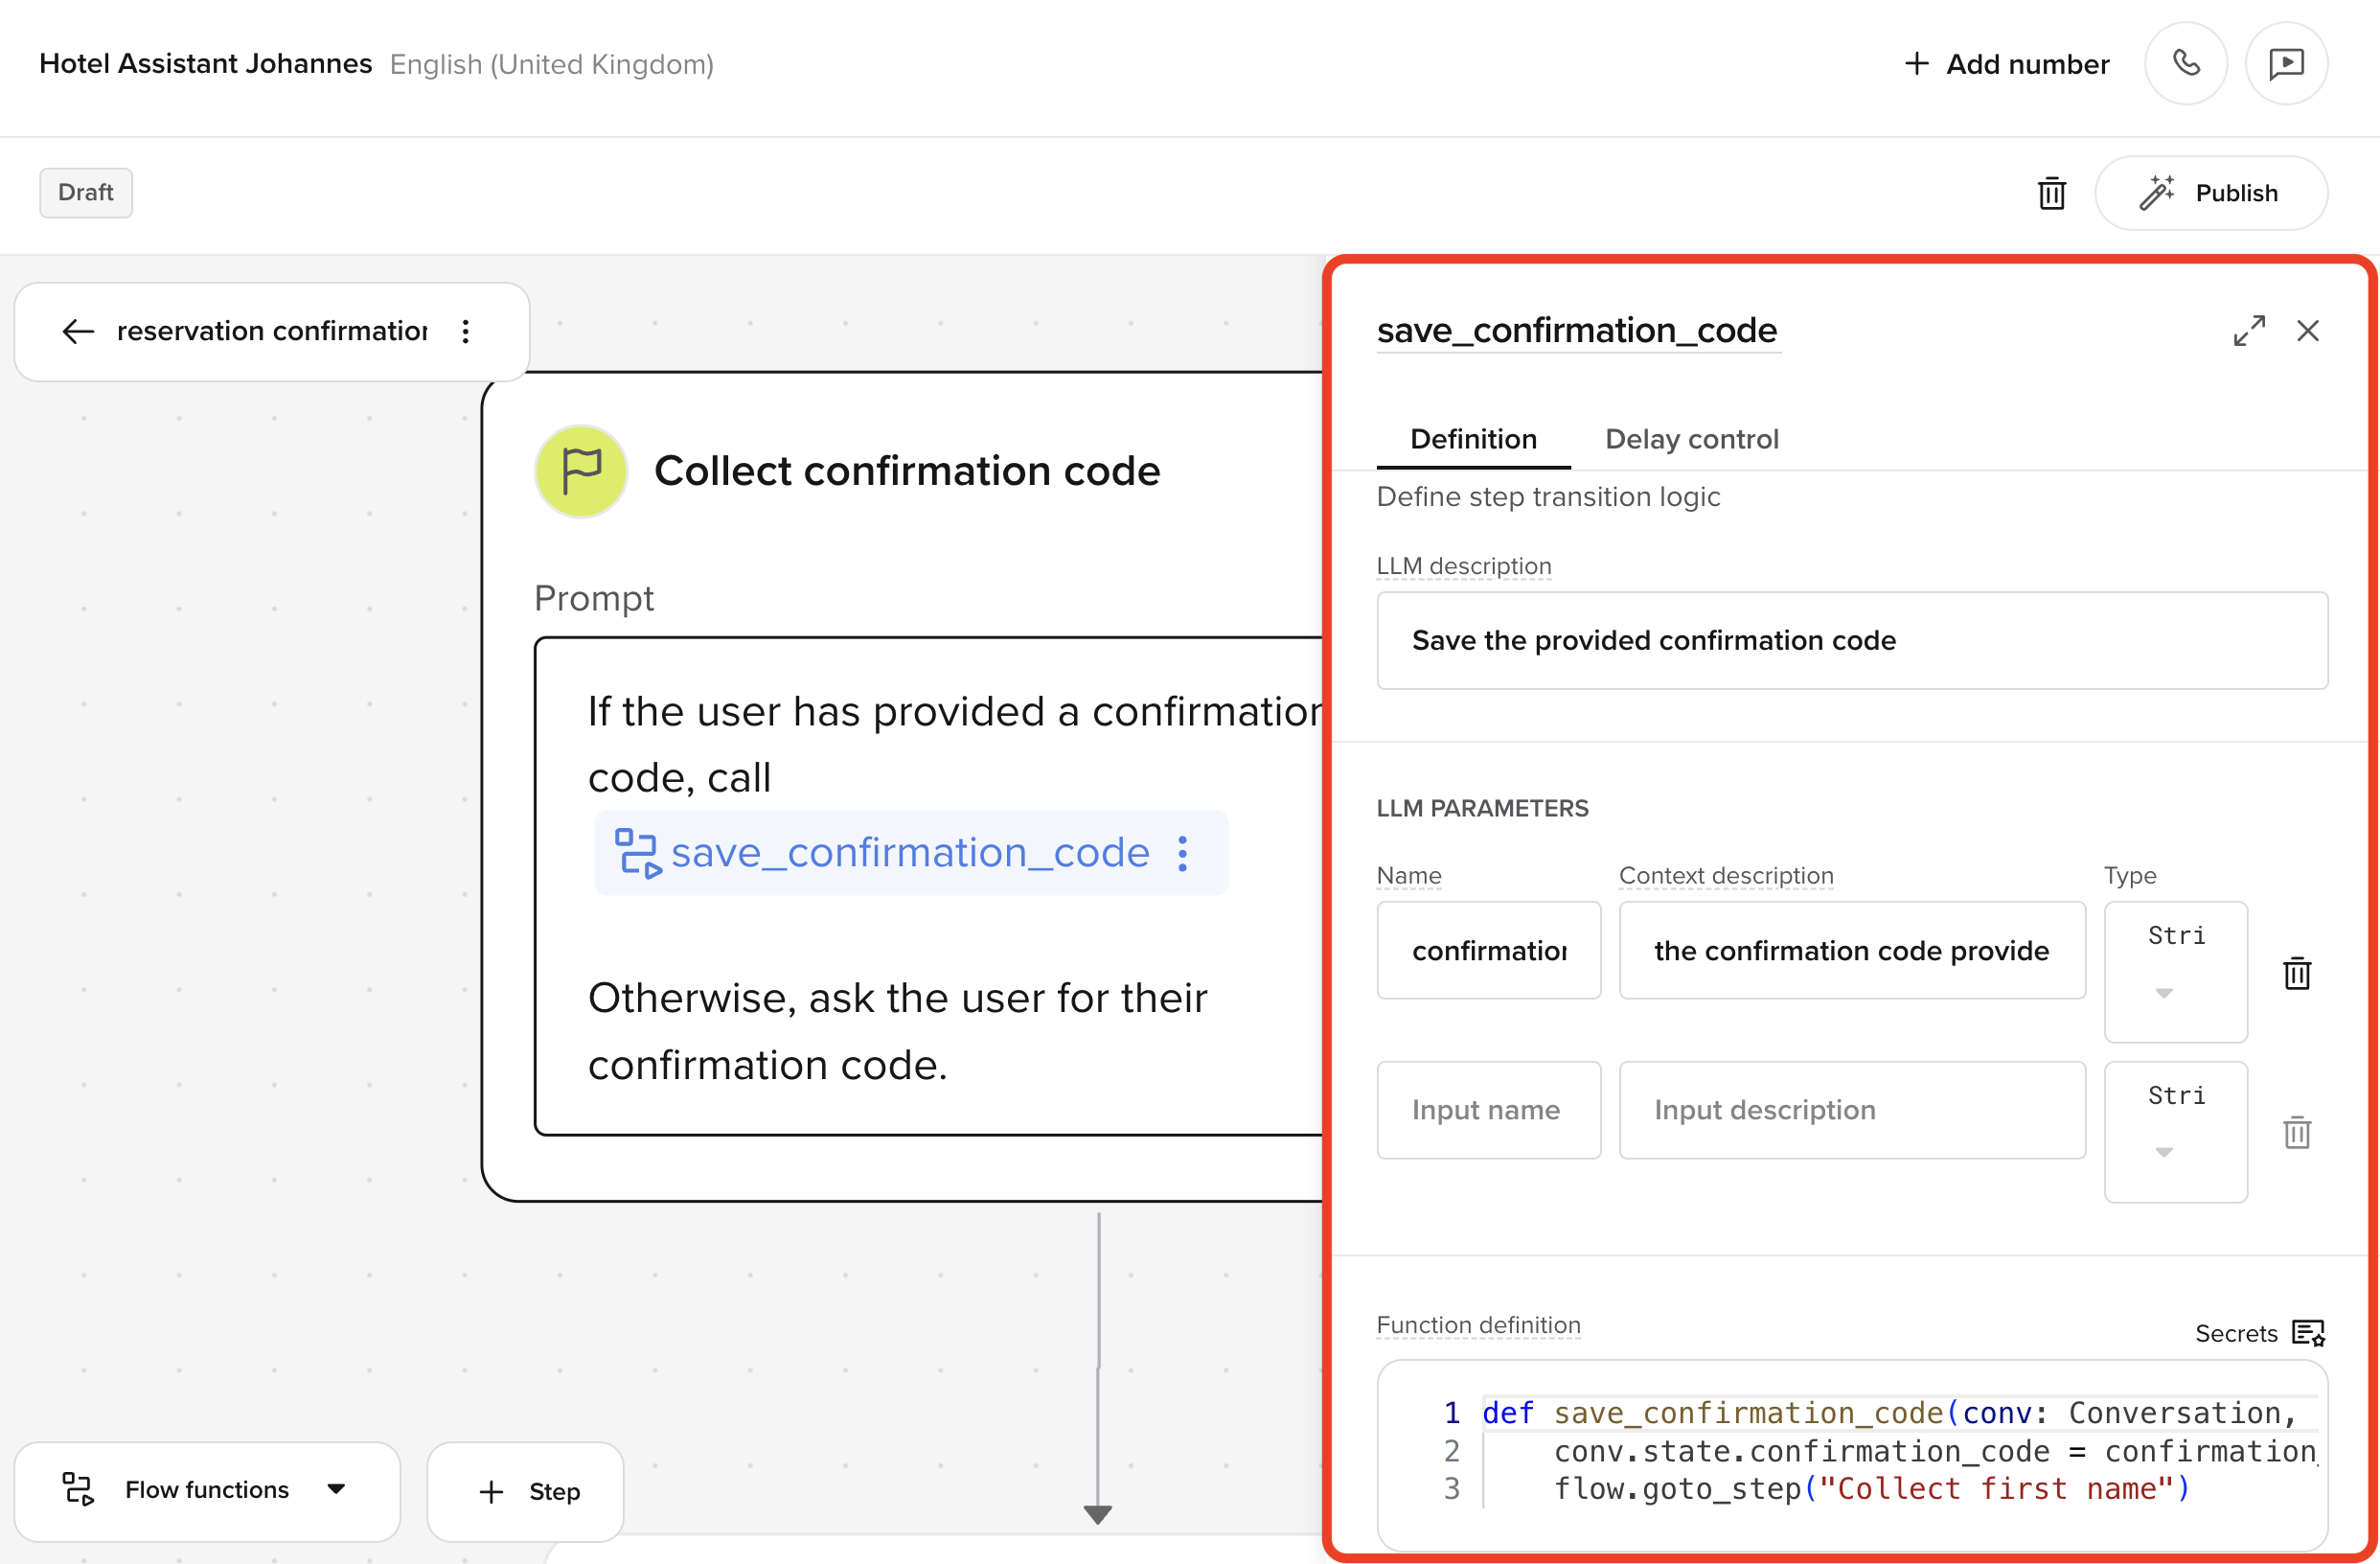 Hotel Assistant Johannes English (United Kingdom)
Add number
Draft
Publish
reservation
Collect confirmation code
Prompt
If the user has provided a
code, call
save_confirmation_code
Otherwise, ask the user for their
confirmation code.
Flow functions
Step
save_confirmation_code
Definition Delay control
Define step transition logic
LLM description
Save the provided confirmation code
LLM PARAMETERS
Name Context description Type
the confirmation code provide Stri
Input name Input description Stri
Function definition
Secrets
1 def save_confirmation_code(conv: Conversation,
2 conv.state.confirmation_code = confirmation_
3 flow.goto_step("Collect first name")